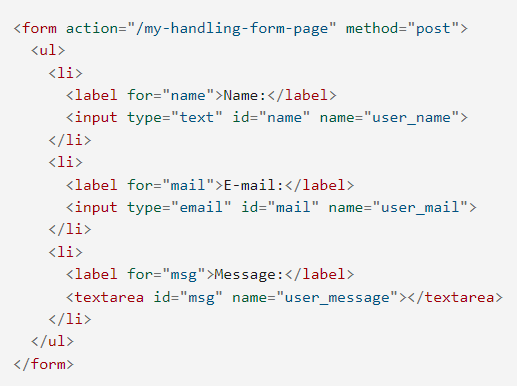 <form action="/my-handling-form-page" method="post">
  <ul>
    <li>
      <label for="name">Name:</label>
      <input type="text" id="name" name="user_name">
    </li>
    <li>
      <label for="mail">E-mail:</label>
      <input type="email" id="mail" name="user_mail">
    </li>
    <li>
      <label for="msg">Message:</label>
      <textarea id="msg" name="user_message"></textarea>
    </li>
  </ul>
</form>